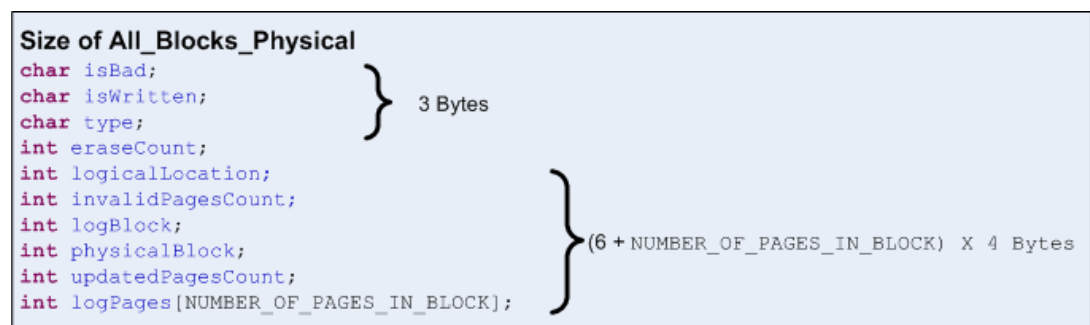 Size of All_Blocks_Physical
char isBad;
char isWritten;
char type;
3 Bytes
int eraseCount;
int logicalLocation;
int invalidPagesCount;
int logBlock;
int physicalBlock;
int updatedPagesCount;
int logPages[NUMBER_OF_PAGES_IN_BLOCK];
(6 + NUMBER_OF_PAGES_IN_BLOCK) X 4 Bytes